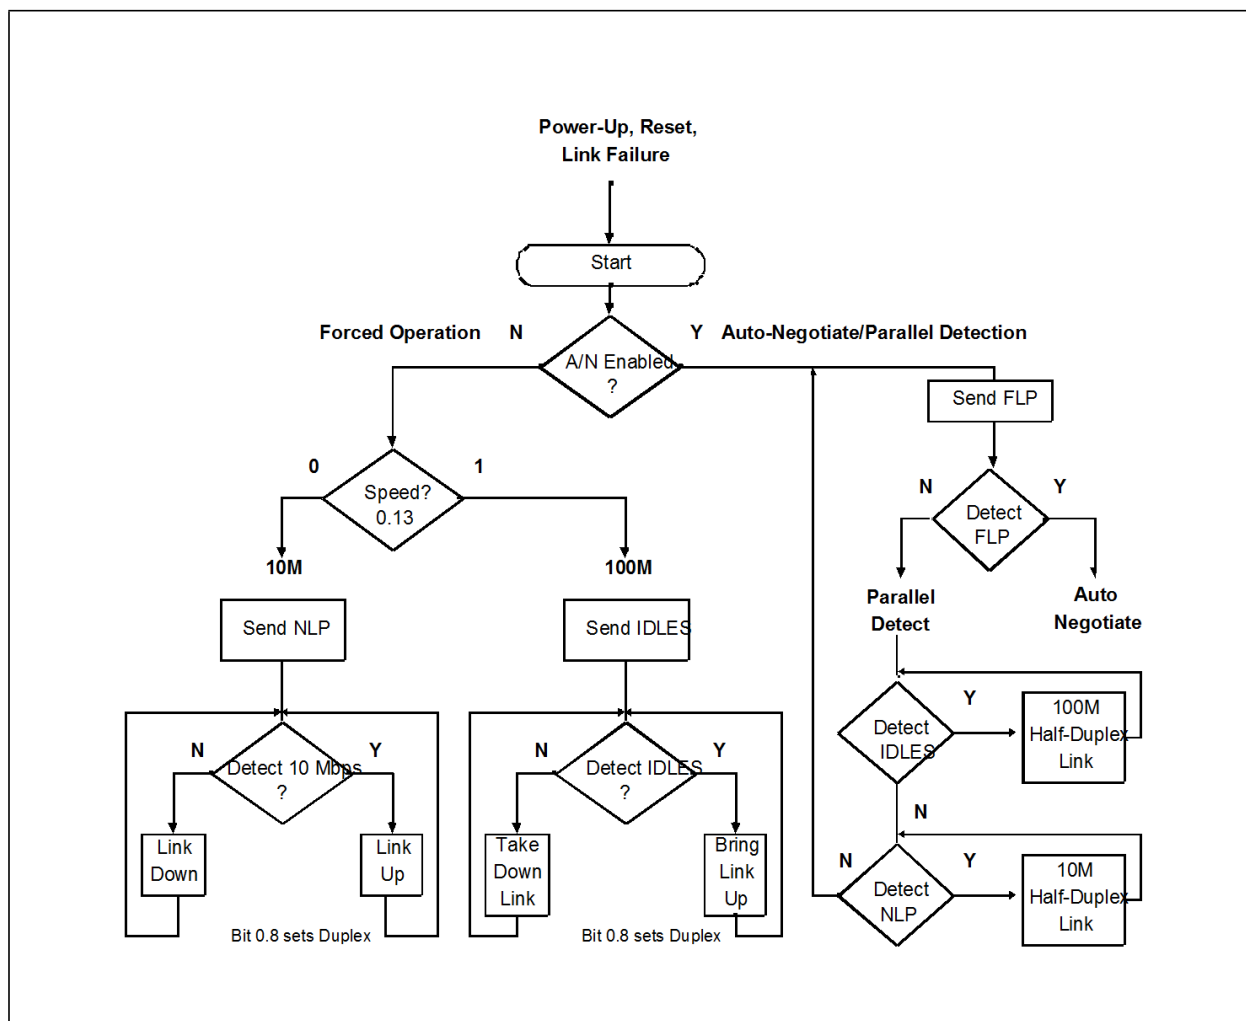 Power-Up, Reset,
Link Failure
Start
Forced Operation N
Y Auto-Negotiate/Parallel Detection
A/N Enabled
?
Send FLP
0
1
Speed?
0.13
N
Y
Detect
FLP
10M
100M
Parallel
Detect
Auto
Negotiate
Send NLP
Send IDLES
N
Y
Detect 10 Mbps
?
N
Y
Detect IDLES
?
Y
Detect
IDLES
100M
Half-Duplex
Link
N
Link
Down
Link
Up
Take
Down
Link
Bring
Link
Up
N
Y
Detect
NLP
10M
Half-Duplex
Link
Bit 0.8 sets Duplex
Bit 0.8 sets Duplex